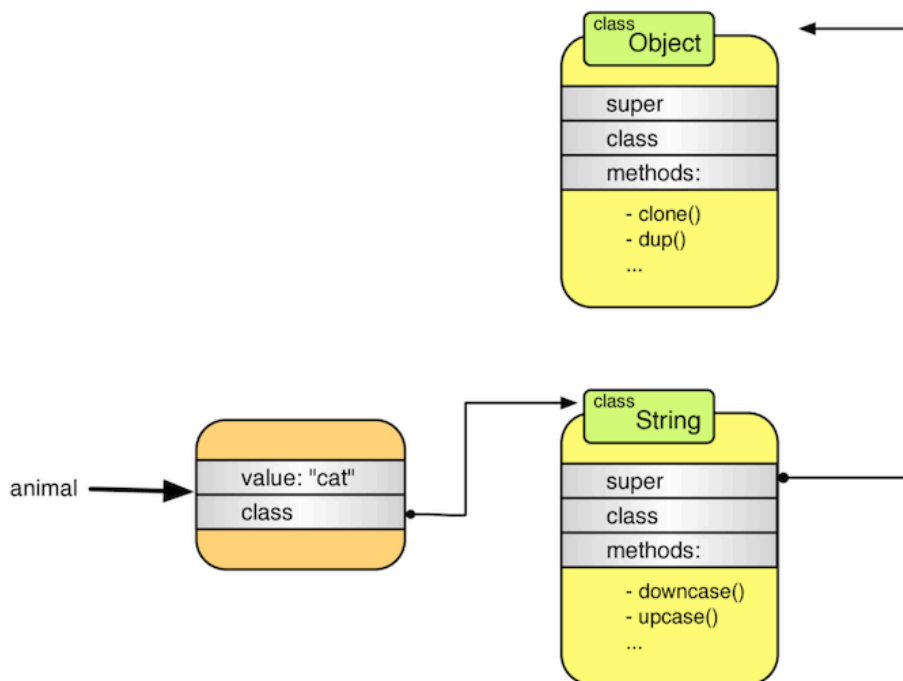 class
Object
super
class
methods:
- clone()
- dup()
...
animal
value: "cat"
class
class
String
super
class
methods:
- downcase()
- upcase()
...